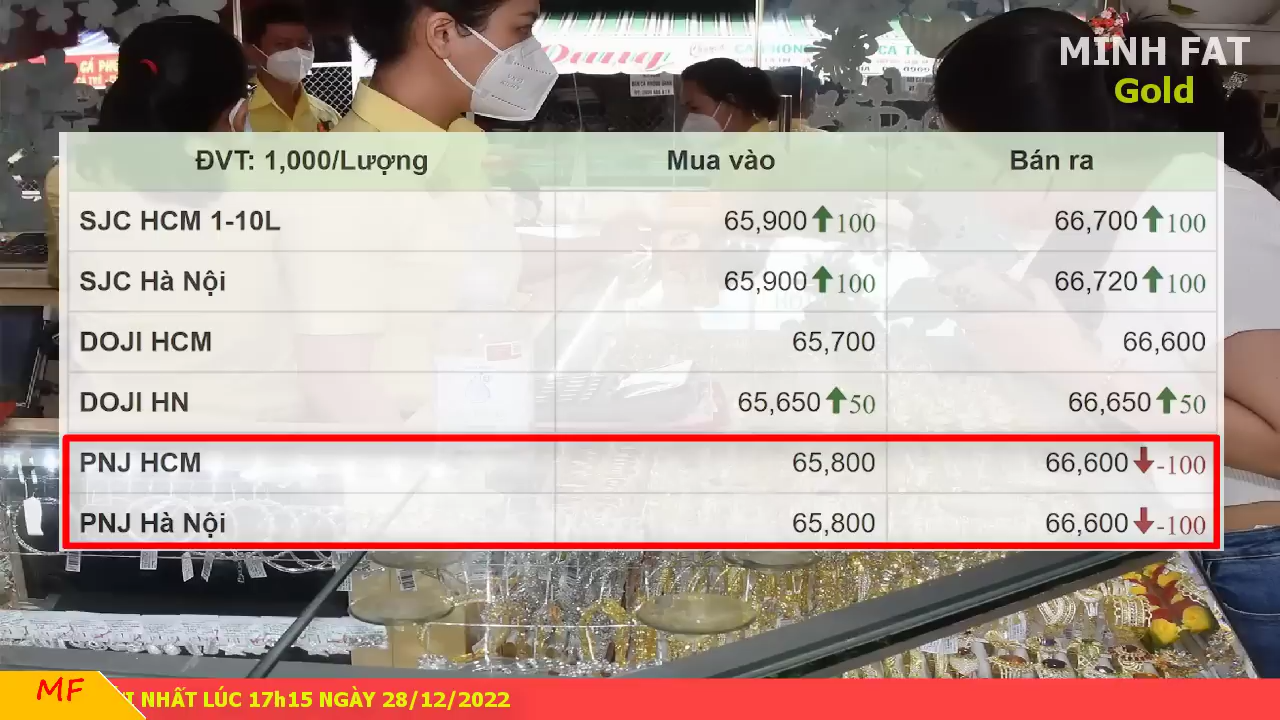 MINH FAT
Gold
ĐVT: 1,000/Lượng Mua vào Bán ra
SJC HCM 1-10L 65,900 100 66,700 100
SJC Hà Nội 65,900 100 66,720 100
DOJI HCM 65,700 66,600
DOJI HN 65,650 50 66,650 50
PNJ HCM 65,800 66,600 -100
PNJ Hà Nội 65,800 66,600 -100
MF
NHẤT LÚC 17h15 NGÀY 28/12/2022